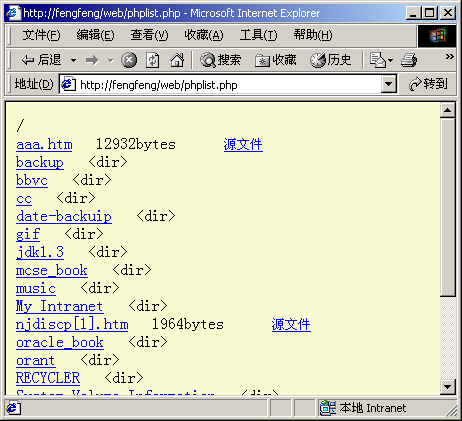 http://fengfeng/web/phplist.php - Microsoft Internet Explorer
文件(F) 编辑(E) 查看(V) 收藏(A) 工具(T) 帮助(H)
后退 搜索 收藏 历史
地址(D) http://fengfeng/web/phplist.php 转到
/
aaa.htm 12932bytes 源文件
backup <dir>
bbvc <dir>
cc <dir>
date-backuip <dir>
gif <dir>
jdk1.3 <dir>
mcse_book <dir>
music <dir>
My Intranet <dir>
njdiscp[1].htm 1964bytes 源文件
oracle_book <dir>
orant <dir>
RECYCLER <dir>
System Volume Information <dir>
本地 Intranet